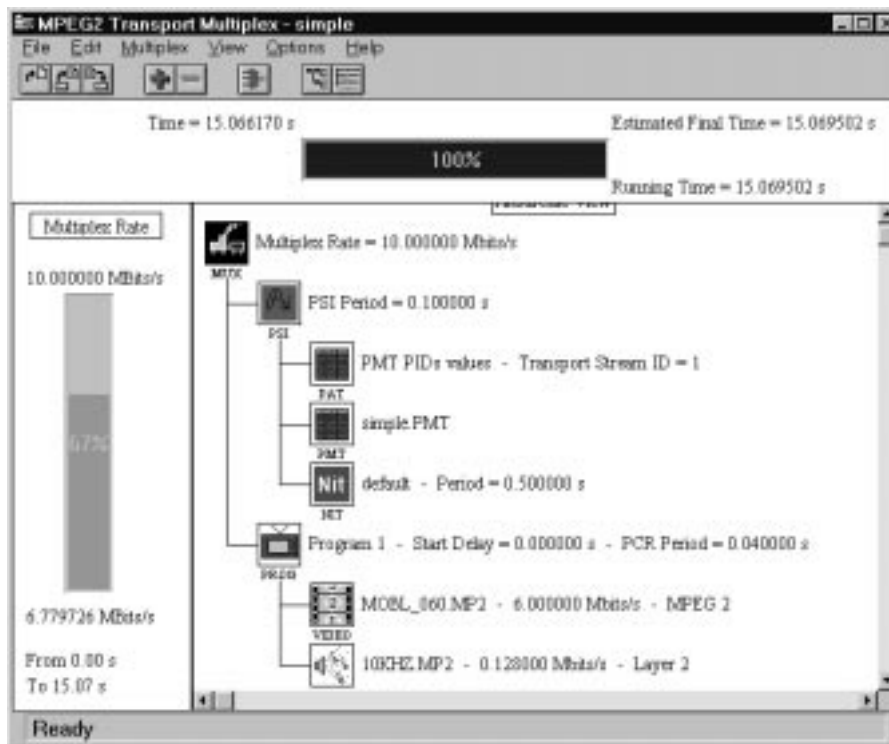 MPEG2 Transport Multiplex - simple
File Edit Multiplex View Options Help
Time = 15.066170 s
Estimated Final Time = 15.069502 s
100%
Running Time = 15.069502 s
Multiplex Rate
10.000000 MBits/s
67%
6.779726 MBits/s
From 0.00 s
To 15.07 s
View
Multiplex Rate = 10.000000 Mbits/s
MUX
PSI Period = 0.100000 s
PSI
PMT PIDs values - Transport Stream ID = 1
PAT
simple.PMT
PMT
Nit
default - Period = 0.500000 s
NIT
Program 1 - Start Delay = 0.000000 s - PCR Period = 0.040000 s
PROG
MOBL_060.MP2 - 6.000000 Mbits/s - MPEG 2
VIDEO
10KHZ.MP2 - 0.128000 Mbits/s - Layer 2
Ready